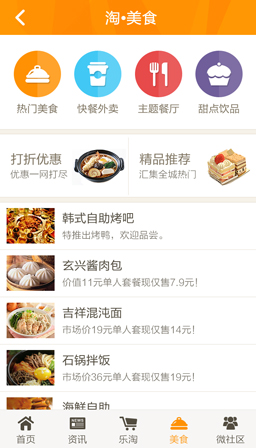 淘•美食
热门美食 快餐外卖 主题餐厅 甜点饮品
打折优惠 精品推荐
优惠一网打尽 汇集全城热门
韩式自助烤吧
特推出烤鸭，欢迎品尝。
玄兴酱肉包
价值11元单人套餐现仅售7.9元！
吉祥混沌面
市场价19元单人套现仅售14元！
石锅拌饭
市场价36元单人套现仅售19元！
海鲜自助
首页 资讯 乐淘 美食 微社区